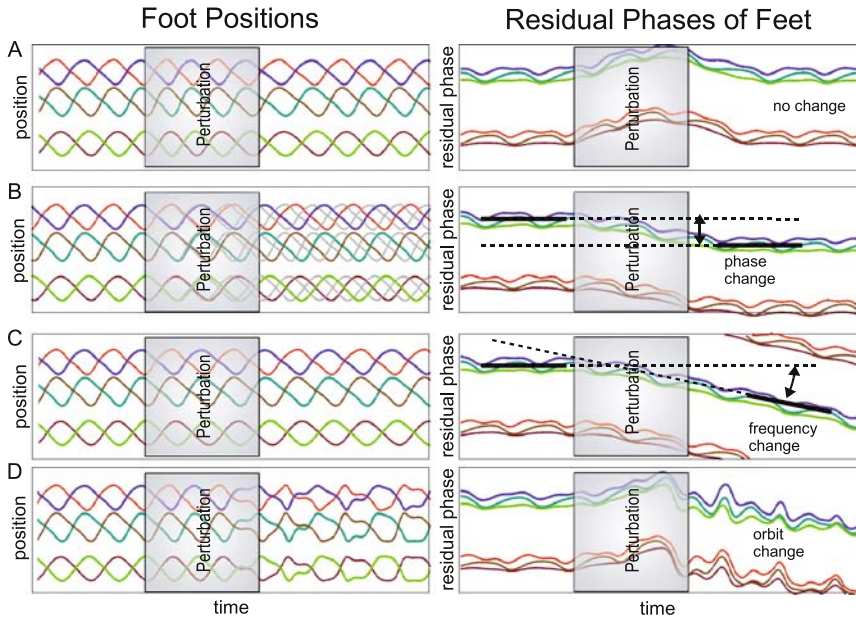 Foot Positions
Residual Phases of Feet
A
position
Perturbation
residual phase
Perturbation
no change
B
position
Perturbation
residual phase
Perturbation
phase
change
C
position
Perturbation
residual phase
Perturbation
frequency
change
D
position
Perturbation
residual phase
Perturbation
orbit
change
time
time